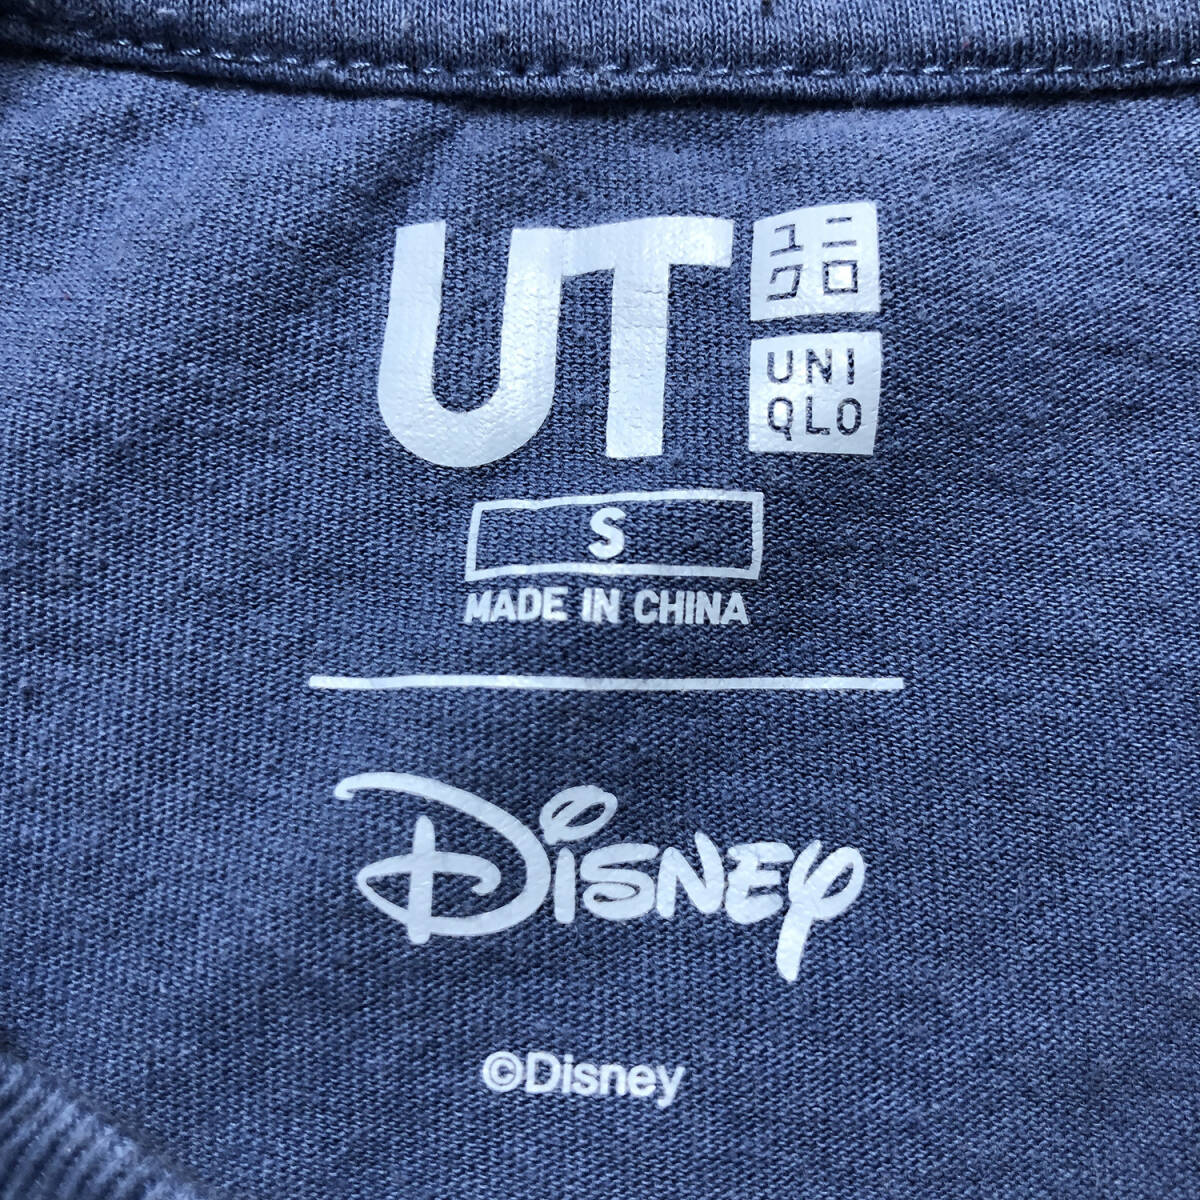 UT
ユニ
クロ
UNI
QLO
S
MADE IN CHINA
Disney
©Disney